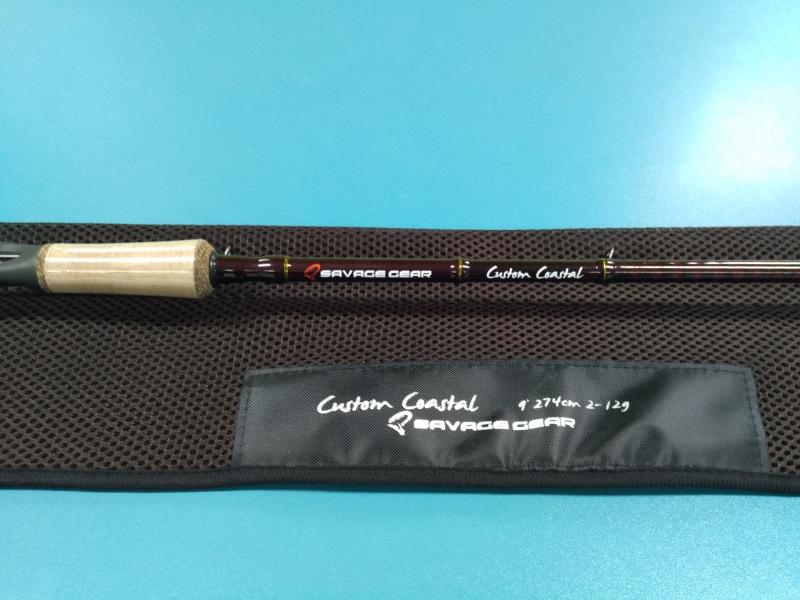 SAVAGE GEAR Custom Coastal
Custom Coastal 9' 274cm 2-12g
SAVAGE GEAR